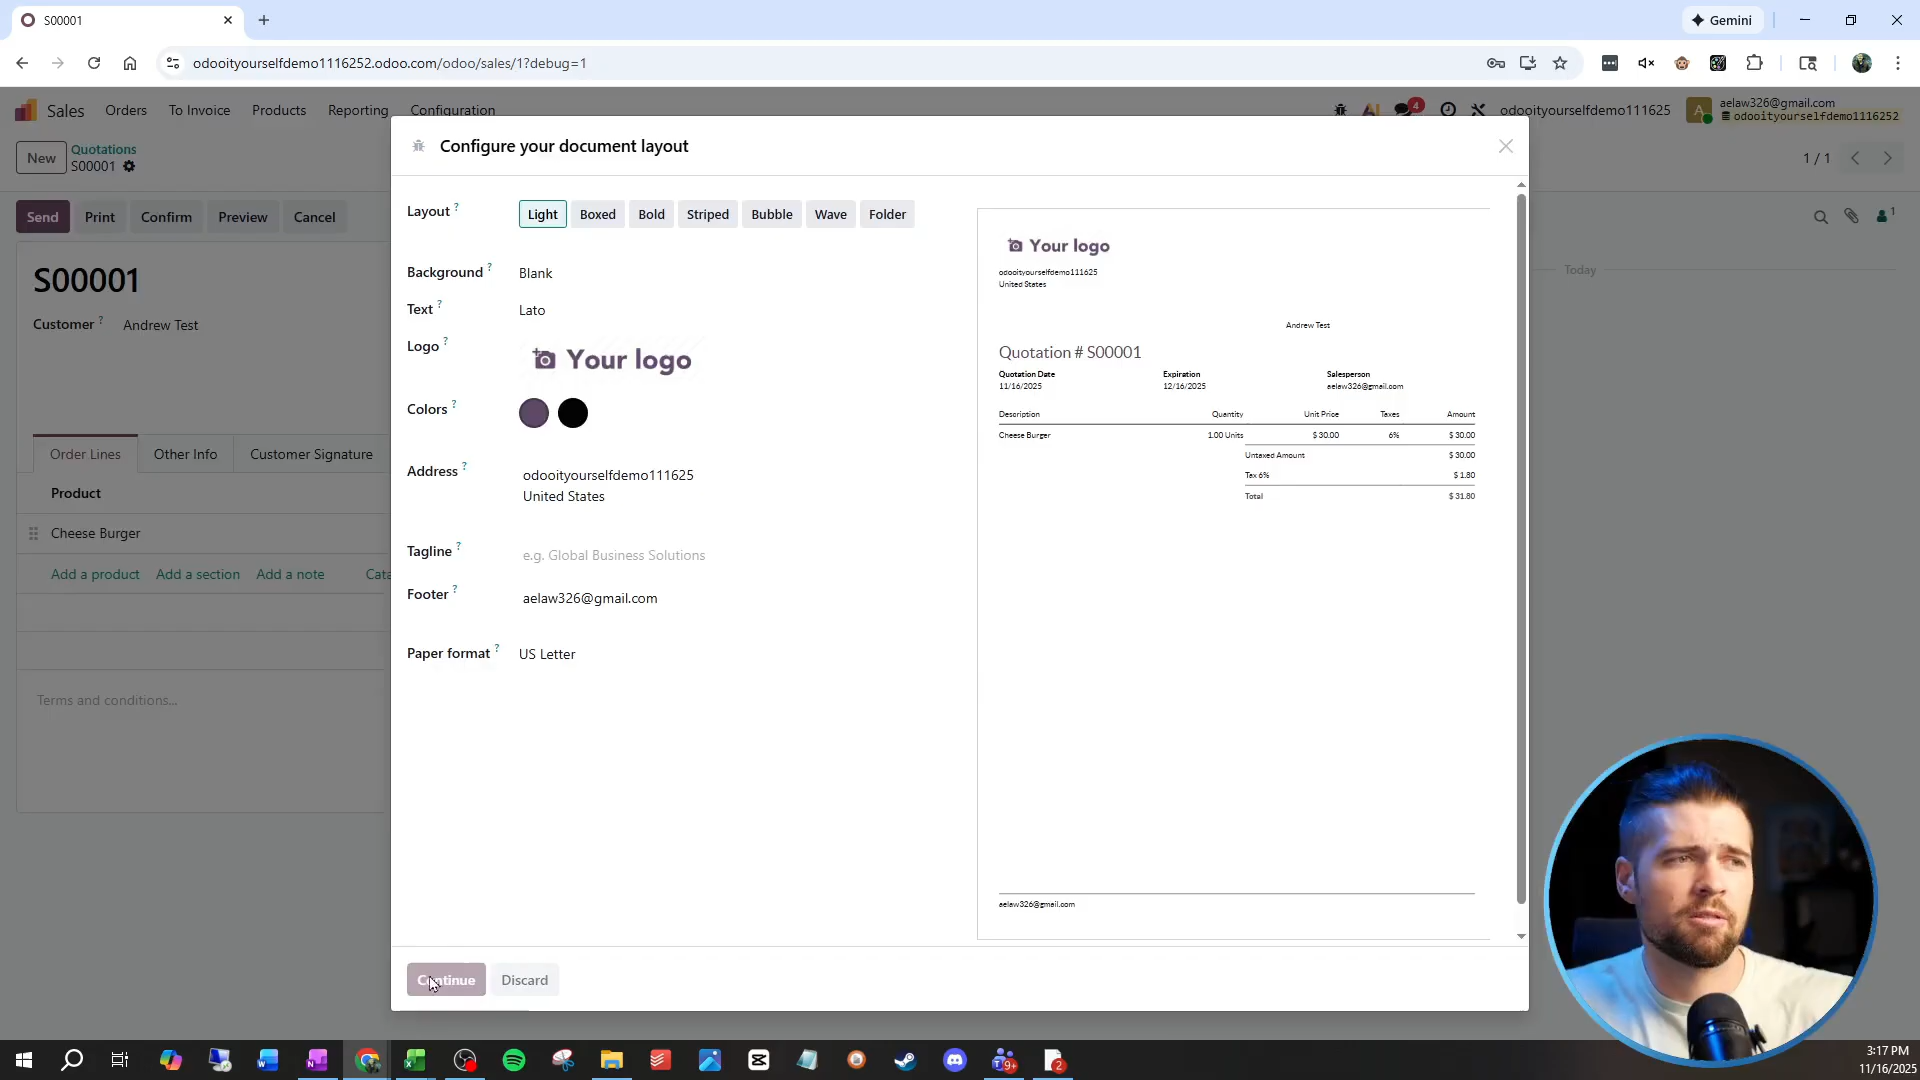 S00001
Gemini
odooityourselfdemo1116252.odoo.com/odoo/sales/1?debug=1
Sales Orders To Invoice Products Reporting Configuration
4
odooityourselfdemo111625
A
aelaw326@gmail.com
odooityourselfdemo1116252
New
Quotations
S00001
1 / 1
Send Print Confirm Preview Cancel
1
S00001
Customer ? Andrew Test
Today
Order Lines Other Info Customer Signature
Product
Cheese Burger
Add a product Add a section Add a note
Terms and conditions...
Configure your document layout
Layout ? Light Boxed Bold Striped Bubble Wave Folder
Background ? Blank
Text ? Lato
Logo ? Your logo
Colors ?
Address ? odooityourselfdemo111625
United States
Tagline ? e.g. Global Business Solutions
Footer ? aelaw326@gmail.com
Paper format ? US Letter
Your logo
odooityourselfdemo111625
United States
Andrew Test
Quotation # S00001
Quotation Date Expiration Salesperson
11/16/2025 12/16/2025 aelaw326@gmail.com
Description Quantity Unit Price Taxes Amount
Cheese Burger 1.00 Units $ 30.00 6% $ 30.00
Untaxed Amount $ 30.00
Tax 6% $ 1.80
Total $ 31.80
aelaw326@gmail.com
Continue Discard
9+
2
3:17 PM
11/16/2025